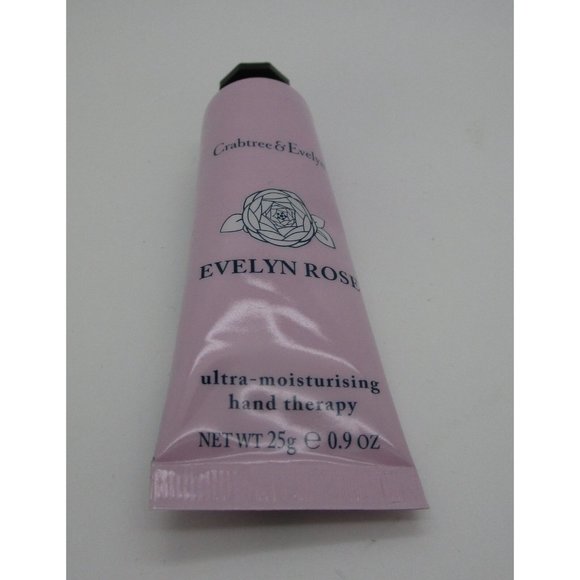 Crabtree & Evelyn
EVELYN ROSE
ultra-moisturising
hand therapy
NET WT 25g ℮ 0.9 OZ